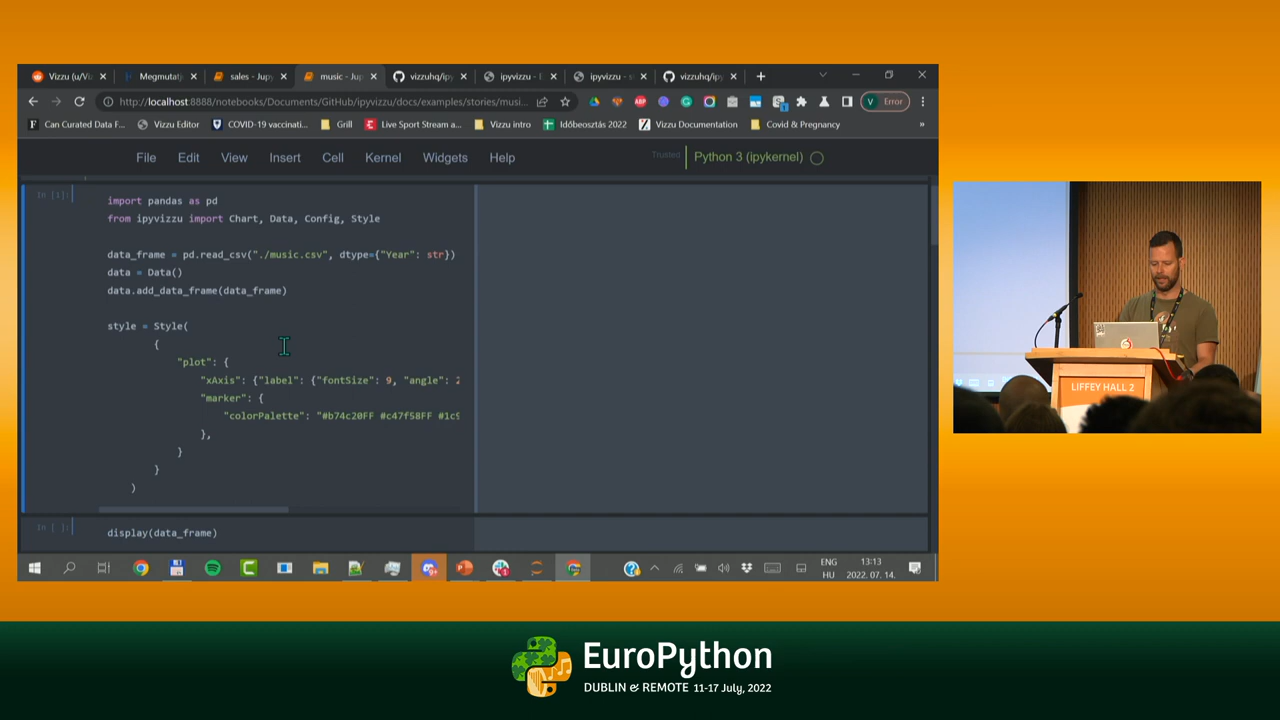 Vizzu (u/Vi
Megmutatj
sales - Jupy
music - Jup
vizzuhq/ipy
ipyvizzu - E
ipyvizzu - s
vizzuhq/ip
http://localhost:8888/notebooks/Documents/GitHub/ipyvizzu/docs/examples/stories/musi...
V Error
Can Curated Data F...
Vizzu Editor
COVID-19 vaccinati...
Grill
Live Sport Stream a...
Vizzu intro
Időbeosztás 2022
Vizzu Documentation
Covid & Pregnancy
»
File Edit View Insert Cell Kernel Widgets Help
Trusted
Python 3 (ipykernel)
In [1]:
import pandas as pd
from ipyvizzu import Chart, Data, Config, Style
data_frame = pd.read_csv("./music.csv", dtype={"Year": str})
data = Data()
data.add_data_frame(data_frame)
style = Style(
{
"plot": {
"xAxis": {"label": {"fontSize": 9, "angle": 2
"marker": {
"colorPalette": "#b74c20FF #c47f58FF #1c9
},
}
}
)
In [ ]:
display(data_frame)
ENG
HU
13:13
2022. 07. 14.
LIFFEY HALL 2
EuroPython
DUBLIN & REMOTE 11-17 July, 2022